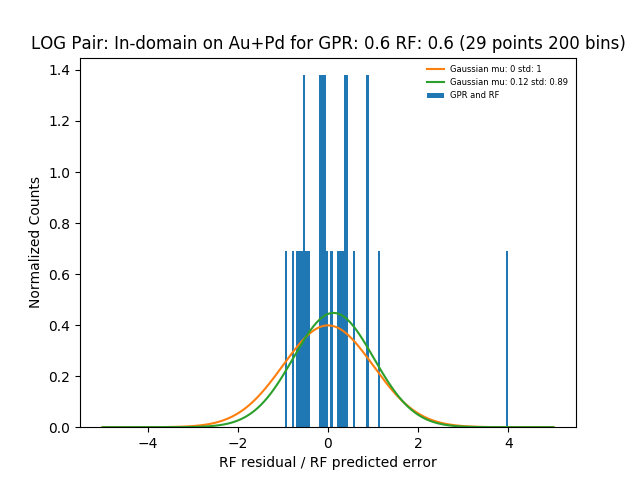 LOG Pair: In-domain on Au+Pd for GPR: 0.6 RF: 0.6 (29 points 200 bins)
Gaussian mu: 0 std: 1
Gaussian mu: 0.12 std: 0.89
GPR and RF
Normalized Counts
1.4
1.2
1.0
0.8
0.6
0.4
0.2
0.0
−4 −2 0 2 4
RF residual / RF predicted error